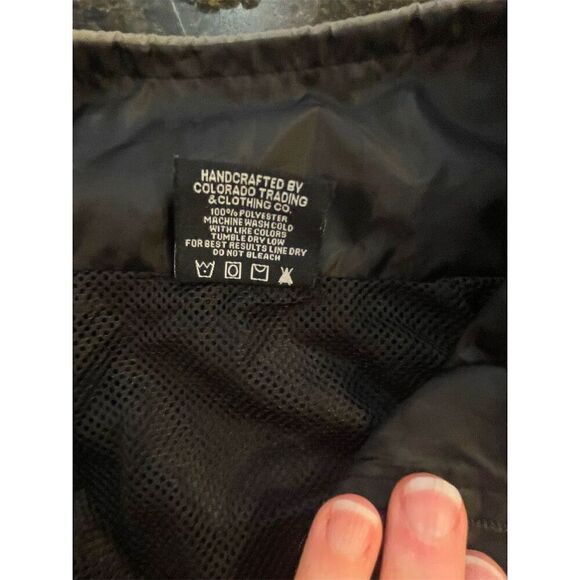 HANDCRAFTED BY
COLORADO TRADING
& CLOTHING CO.
100% POLYESTER
MACHINE WASH COLD
WITH LIKE COLORS
TUMBLE DRY LOW
FOR BEST RESULTS LINE DRY
DO NOT BLEACH